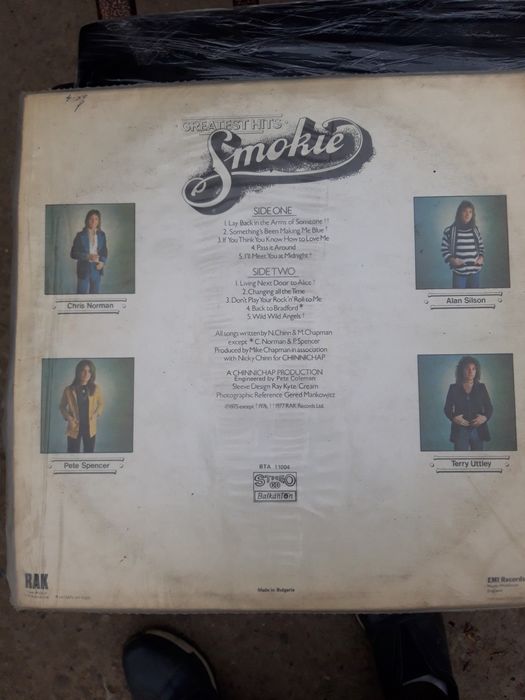 GREATEST HITS
Smokie
SIDE ONE
1. Lay Back in the Arms of Someone ††
2. Something's Been Making Me Blue †
3. If You Think You Know How to Love Me
4. Pass it Around
5. I'll Meet You at Midnight †
SIDE TWO
1. Living Next Door to Alice †
2. Changing all the Time
3. Don't Play Your Rock 'n' Roll to Me
4. Back to Bradford *
5. Wild Wild Angels †
Chris Norman
Alan Silson
All songs written by N.Chinn & M.Chapman
except * C. Norman & P.Spencer
Produced by Mike Chapman in association
with Nicky Chinn for CHINNICHAP
A CHINNICHAP PRODUCTION
Engineered by Pete Coleman
Sleeve Design Ray Kyte/Cream
Photographic Reference Gered Mankowitz
℗1975 except † 1976, †† 1977 RAK Records Ltd.
Pete Spencer
Terry Uttley
BTA 11004
STEREO
Balkanton
RAK
Made in Bulgaria
EMI Records
England